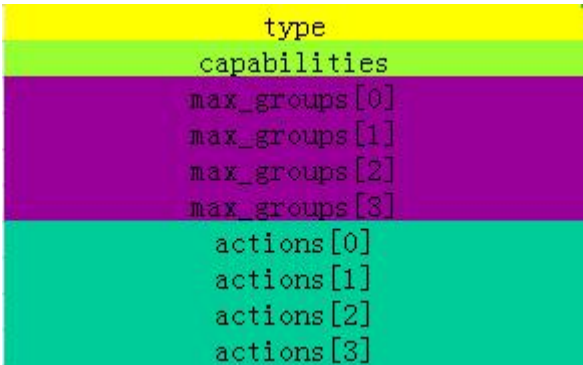 type
capabilities
max_groups[0]
max_groups[1]
max_groups[2]
max_groups[3]
actions[0]
actions[1]
actions[2]
actions[3]